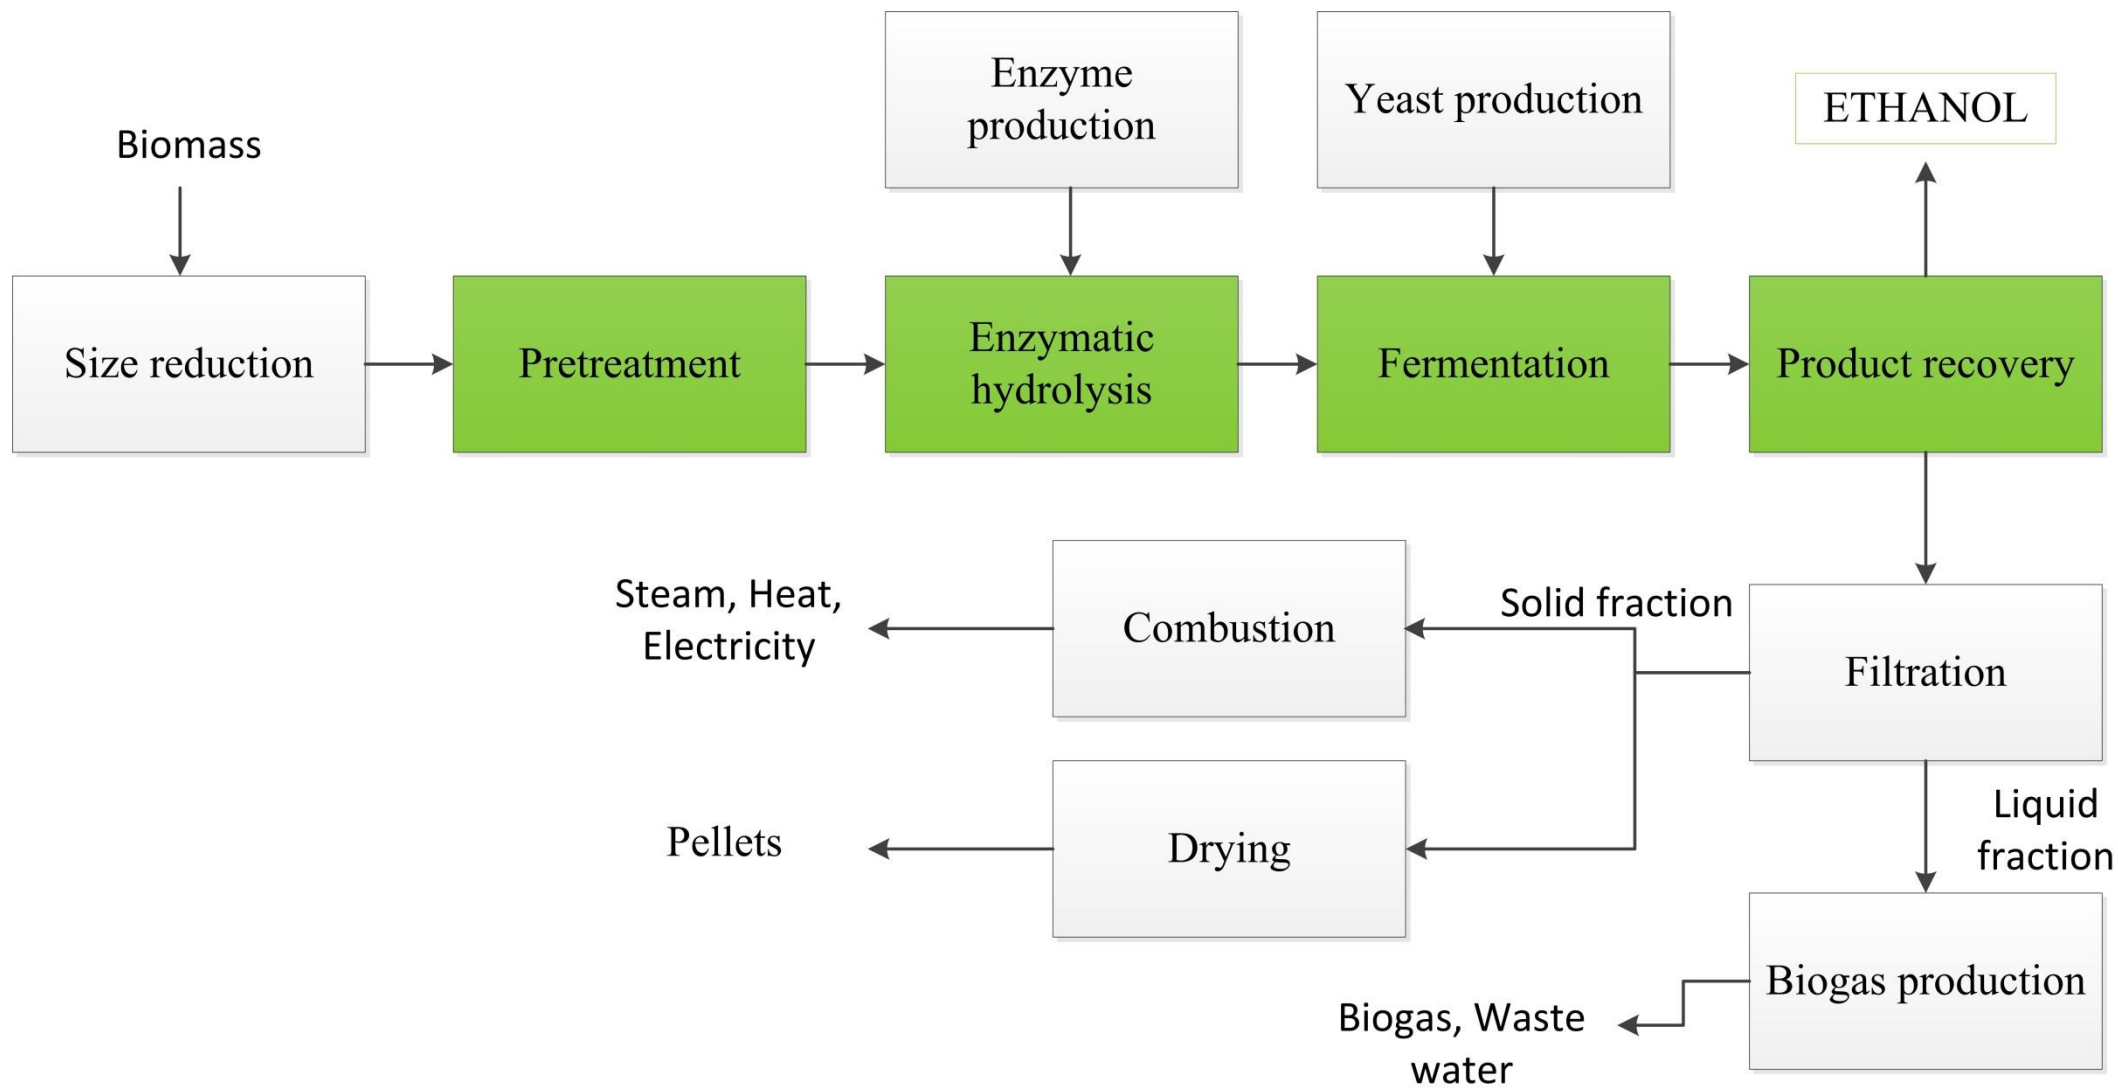 Enzyme
production
Yeast production
ETHANOL
Biomass
Size reduction
Pretreatment
Enzymatic
hydrolysis
Fermentation
Product recovery
Steam, Heat,
Electricity
Combustion
Solid fraction
Filtration
Pellets
Drying
Liquid
fraction
Biogas production
Biogas, Waste
water